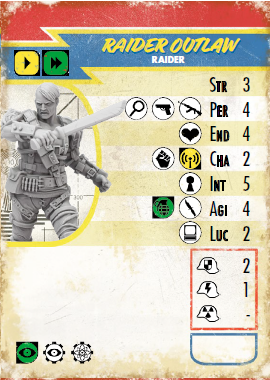 RAIDER OUTLAW
RAIDER
STR 3
PER 4
END 4
CHA 2
INT 5
AGI 4
LUC 2
2
1
-